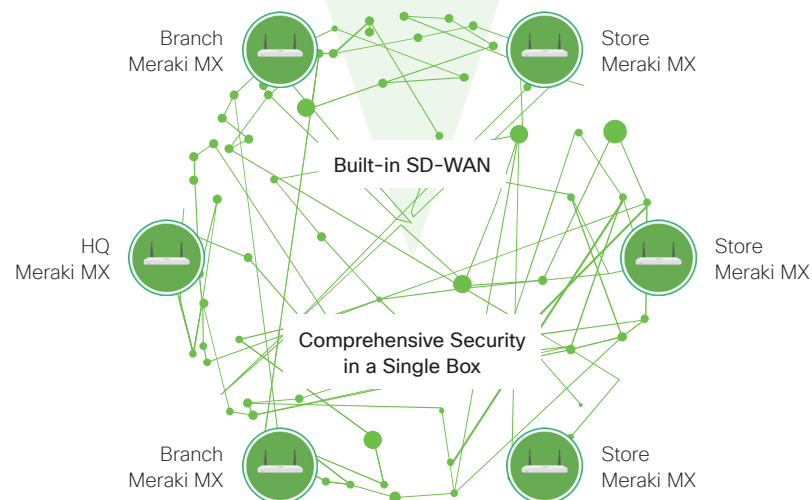 Branch
Meraki MX
Store
Meraki MX
Built-in SD-WAN
HQ
Meraki MX
Store
Meraki MX
Comprehensive Security
in a Single Box
Branch
Meraki MX
Store
Meraki MX